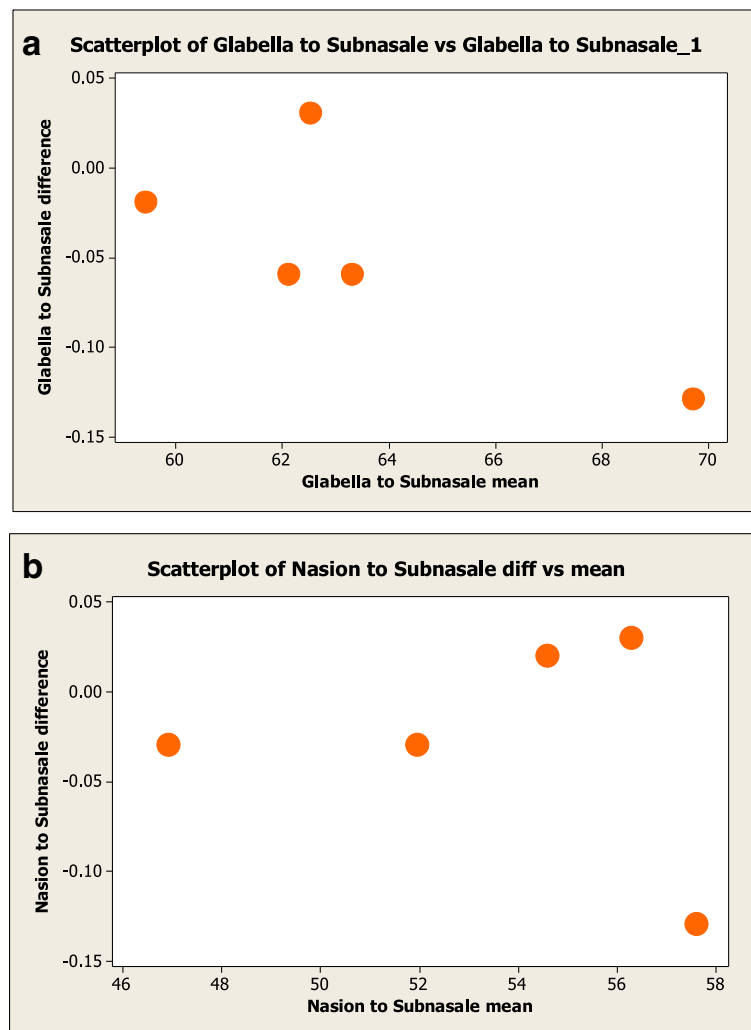 a
Scatterplot of Glabella to Subnasale vs Glabella to Subnasale_1
Glabella to Subnasale difference
0.05
0.00
-0.05
-0.10
-0.15
60 62 64 66 68 70
Glabella to Subnasale mean
b
Scatterplot of Nasion to Subnasale diff vs mean
Nasion to Subnasale difference
0.05
0.00
-0.05
-0.10
-0.15
46 48 50 52 54 56 58
Nasion to Subnasale mean